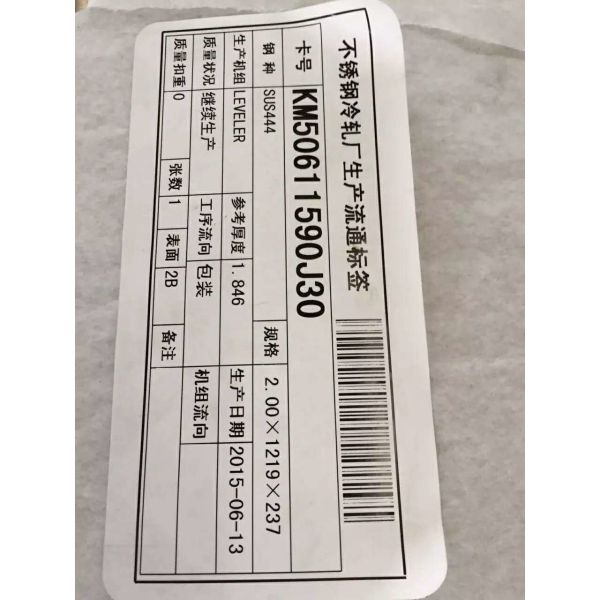 不锈钢冷轧厂生产流通标签
卡号 KM50611590J30
钢种 SUS444 规格 2.00×1219×237
生产机组 LEVELER 参考厚度 1.846 生产日期 2015-06-13
质量状况 继续生产 工序流向 包装 机组流向
质量扣重 0 张数 1 表面 2B 备注